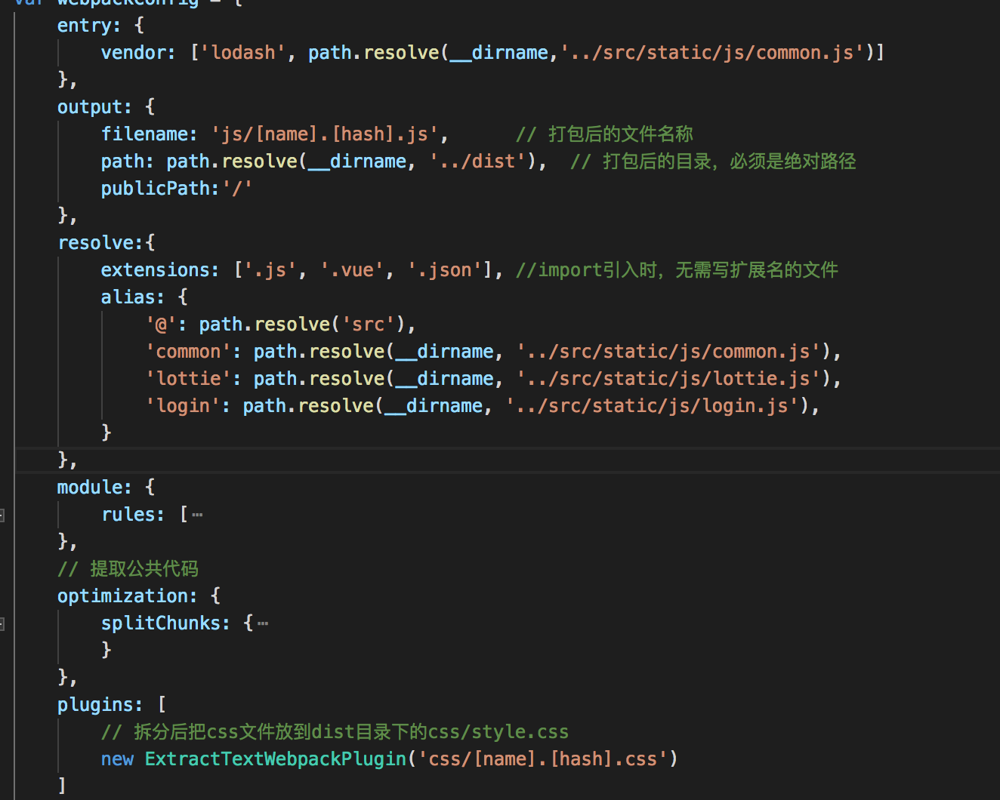 var webpackConfig = {
entry: {
vendor: ['lodash', path.resolve(__dirname,'../src/static/js/common.js')]
},
output: {
filename: 'js/[name].[hash].js', // 打包后的文件名称
path: path.resolve(__dirname, '../dist'), // 打包后的目录，必须是绝对路径
publicPath:'/'
},
resolve:{
extensions: ['.js', '.vue', '.json'], //import引入时，无需写扩展名的文件
alias: {
'@': path.resolve('src'),
'common': path.resolve(__dirname, '../src/static/js/common.js'),
'lottie': path.resolve(__dirname, '../src/static/js/lottie.js'),
'login': path.resolve(__dirname, '../src/static/js/login.js'),
}
},
module: {
rules: [⋯
},
// 提取公共代码
optimization: {
splitChunks: {⋯
}
},
plugins: [
// 拆分后把css文件放到dist目录下的css/style.css
new ExtractTextWebpackPlugin('css/[name].[hash].css')
]